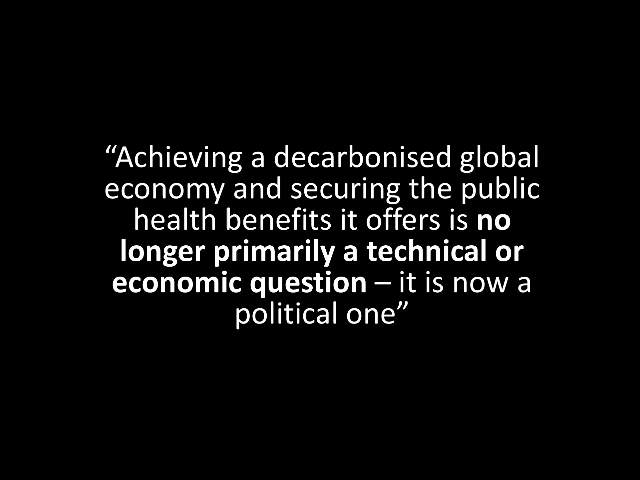 “Achieving a decarbonised global
economy and securing the public
health benefits it offers is no
longer primarily a technical or
economic question – it is now a
political one”